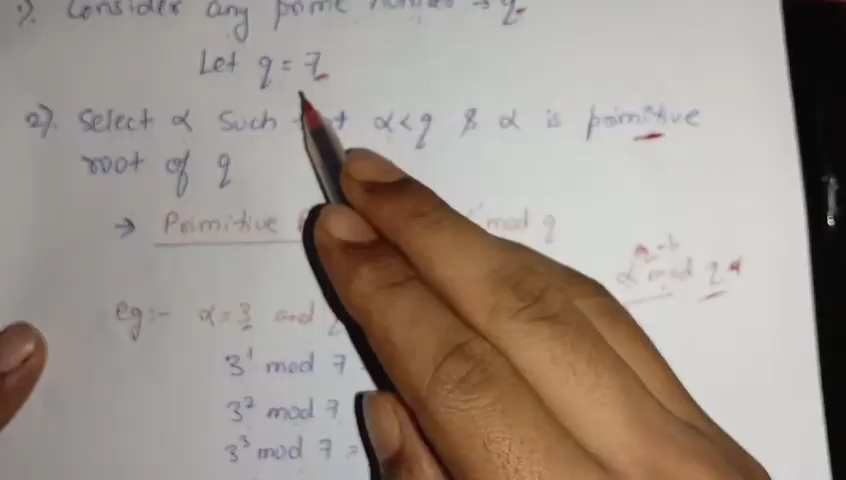 1). Consider any prime → q.
Let q = 7
2). Select α Such α < q & α is primitive
root of q
→ Primitive mod q
α mod q
eg:- α = 3 and
3¹ mod 7
3² mod 7
3³ mod 7 =